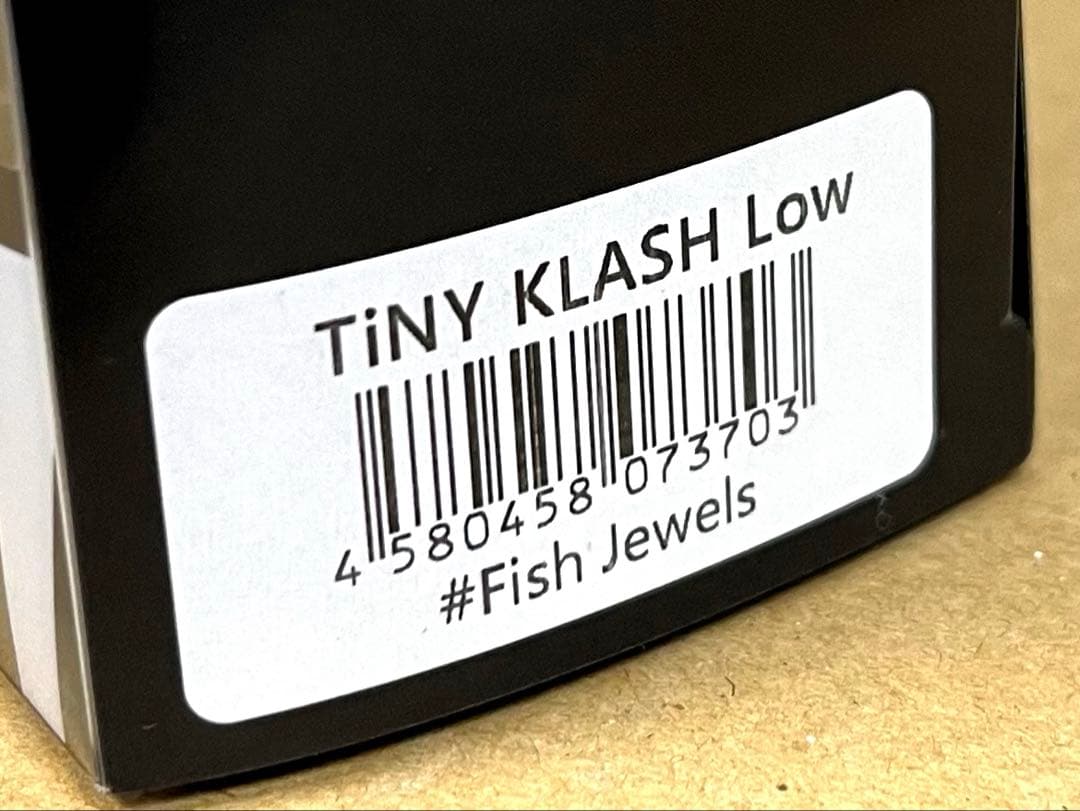 TiNY KLASH Low
4 580458 073703
#Fish Jewels